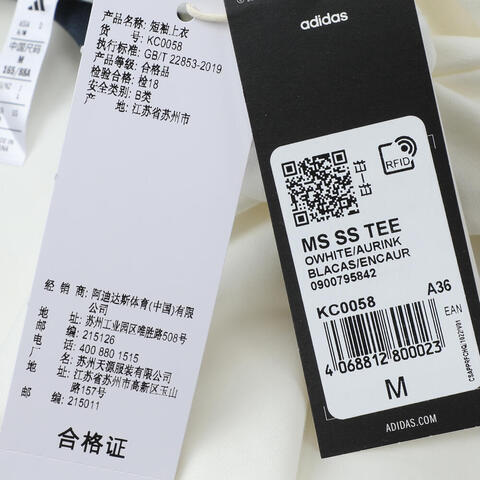 中国尺码
M
165/88A
产品名称: 短袖上衣
货 号: KC0058
执行标准: GB/T 22853-2019
产品等级: 合格品
检验合格: 检18
安全类别: B类
产 地: 江苏省苏州市
经 销 商: 阿迪达斯体育(中国)有限
公司
地 址: 苏州工业园区唯胜路508号
邮 编: 215126
电 话: 400 880 1515
厂 名: 苏州天源服装有限公司
厂 址: 江苏省苏州市高新区玉山
路157号
邮 编: 215011
合格证
adidas
RFID
MS SS TEE
OWHITE/AURINK
BLACAS/ENCAUR
0900795842
KC0058
A36
EAN
4 068812 800023
M
ADIDAS.COM